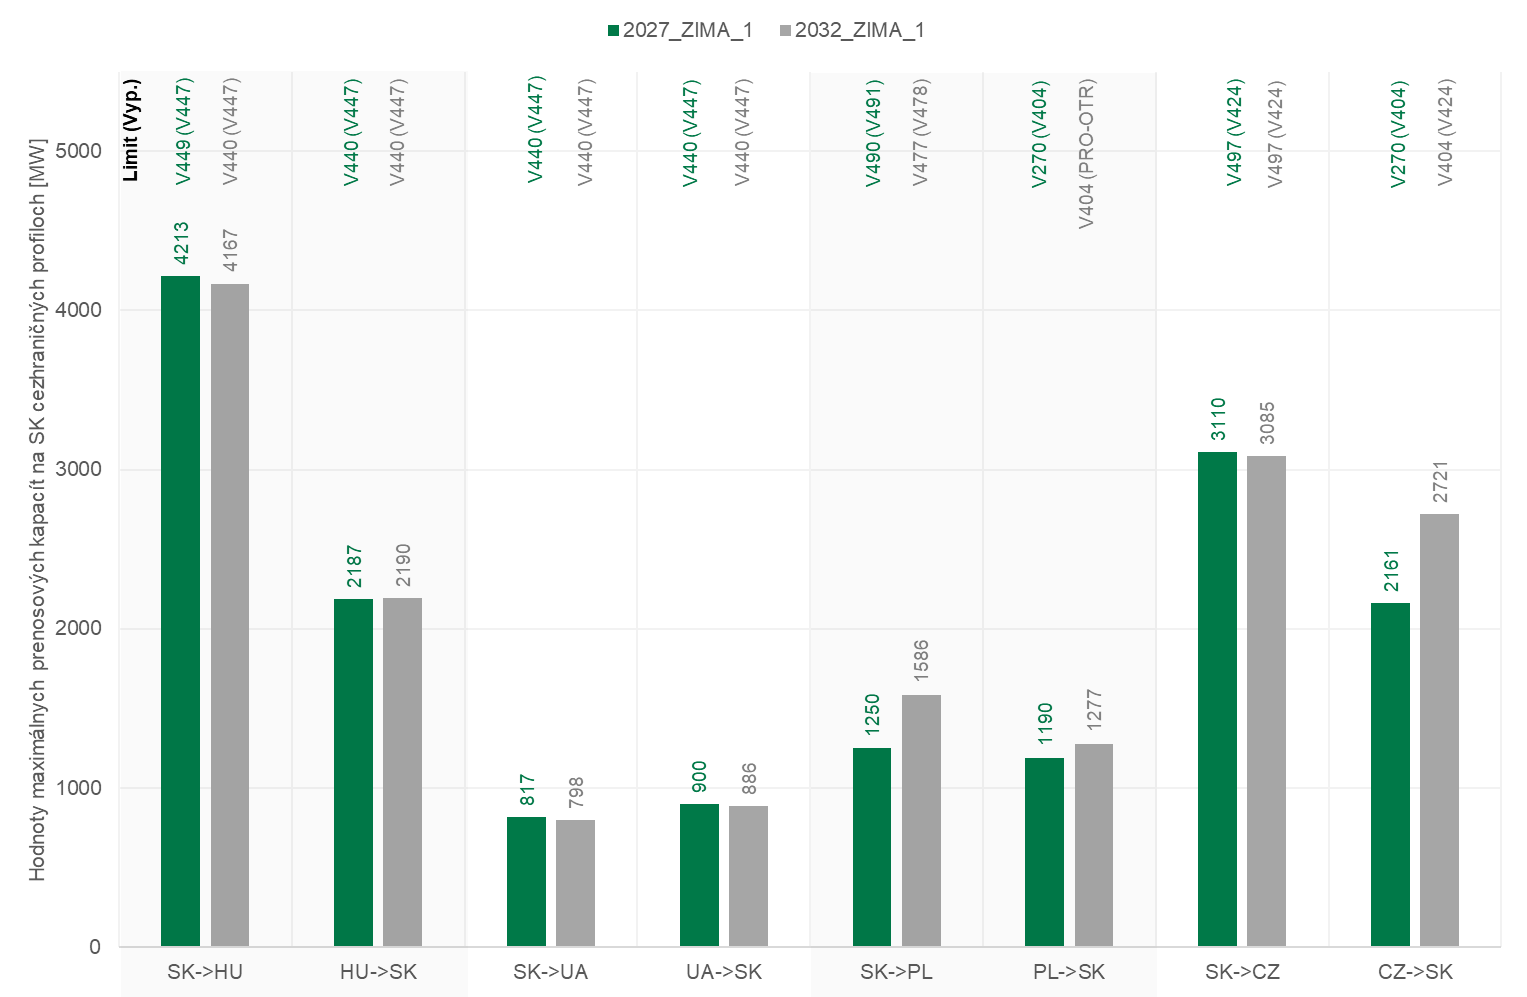 2027_ZIMA_1 2032_ZIMA_1
Hodnoty maximálnych prenosových kapacít na SK cezhraničných profiloch [MW]
5000
4000
3000
2000
1000
0
Limit (Vyp.)
V449 (V447)
V440 (V447)
V440 (V447)
V440 (V447)
V440 (V447)
V440 (V447)
V440 (V447)
V440 (V447)
V490 (V491)
V477 (V478)
V270 (V404)
V404 (PRO-OTR)
V497 (V424)
V497 (V424)
V270 (V404)
V404 (V424)
4213
4167
2187
2190
817
798
900
886
1250
1586
1190
1277
3110
3085
2161
2721
SK->HU HU->SK SK->UA UA->SK SK->PL PL->SK SK->CZ CZ->SK